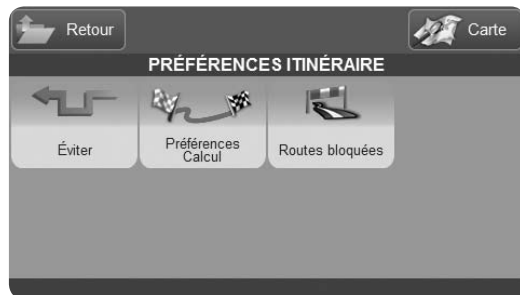 Retour
Carte
PRÉFÉRENCES ITINÉRAIRE
Éviter
Préférences
Calcul
Routes bloquées